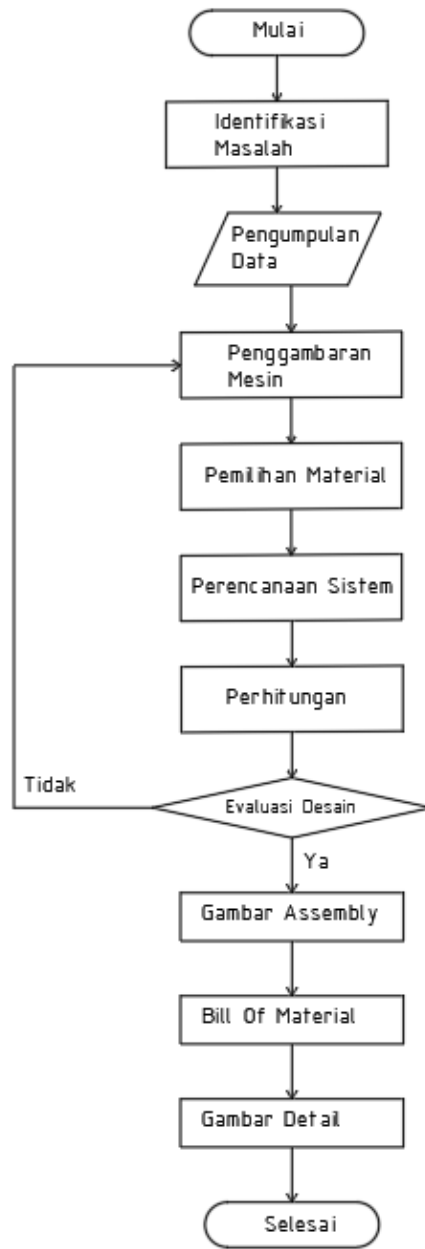 Mulai
Identifikasi
Masalah
Pengumpulan
Data
Penggambaran
Mesin
Pemilihan Material
Perencanaan Sistem
Perhitungan
Tidak
Evaluasi Desain
Ya
Gambar Assembly
Bill Of Material
Gambar Detail
Selesai